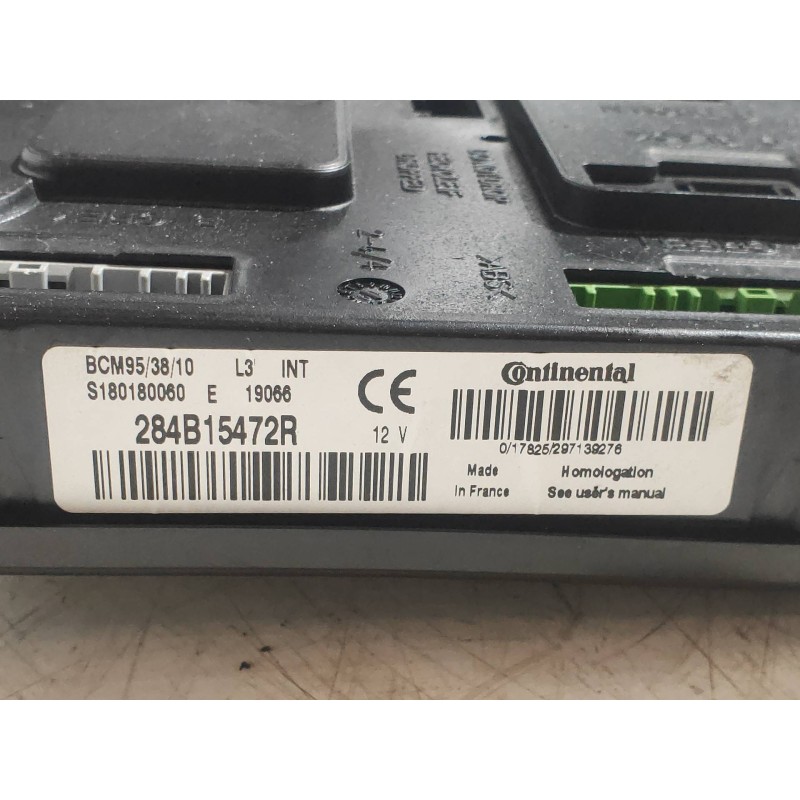 BCM95/38/10 L3 INT
S180180060 E 19066
284B15472R
CE
12 V
Continental
0/17825/297139276
Made
in France
Homologation
See user's manual